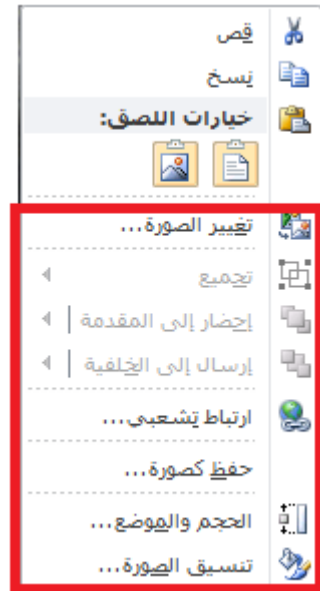 قص
نسخ
خيارات اللصق:
تغيير الصورة...
تجميع
إحضار إلى المقدمة
إرسال إلى الخلفية
ارتباط تشعبي...
حفظ كصورة...
الحجم والموضع...
تنسيق الصورة...